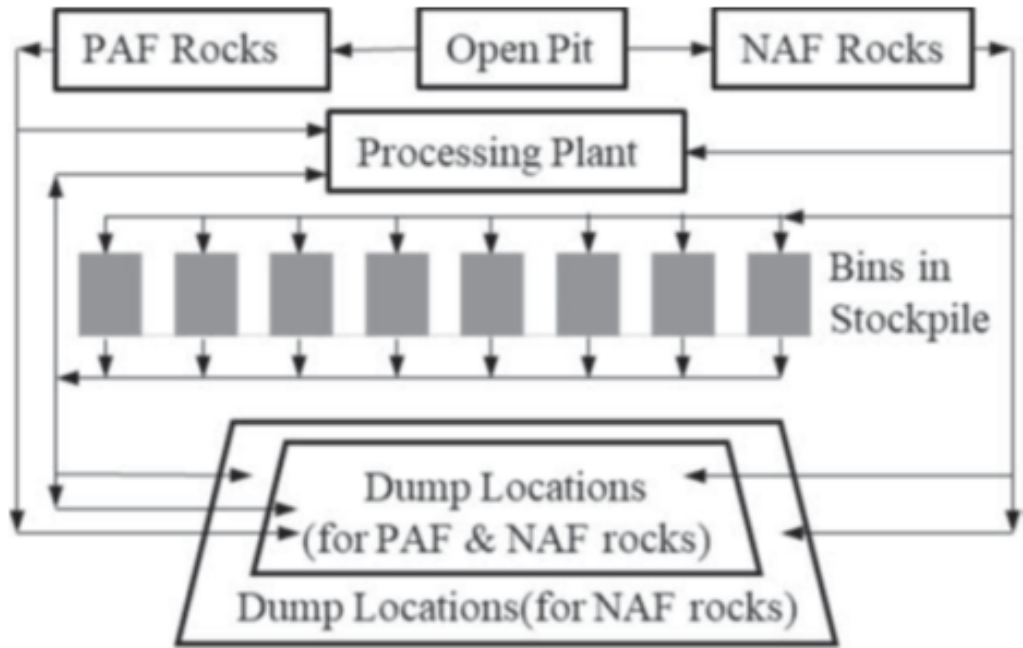 PAF Rocks
Open Pit
NAF Rocks
Processing Plant
Bins in
Stockpile
Dump Locations
(for PAF & NAF rocks)
Dump Locations(for NAF rocks)